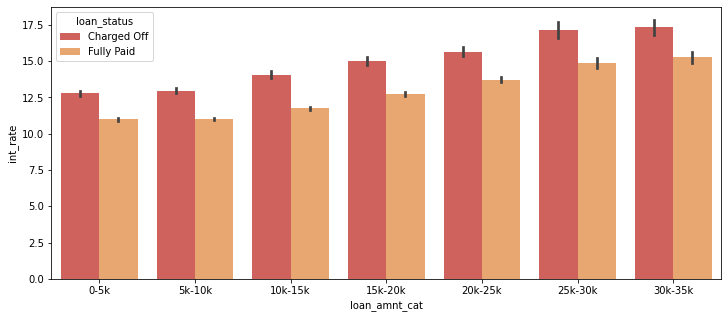 loan_status
Charged Off
Fully Paid
int_rate
17.5
15.0
12.5
10.0
7.5
5.0
2.5
0.0
0-5k 5k-10k 10k-15k 15k-20k 20k-25k 25k-30k 30k-35k
loan_amnt_cat